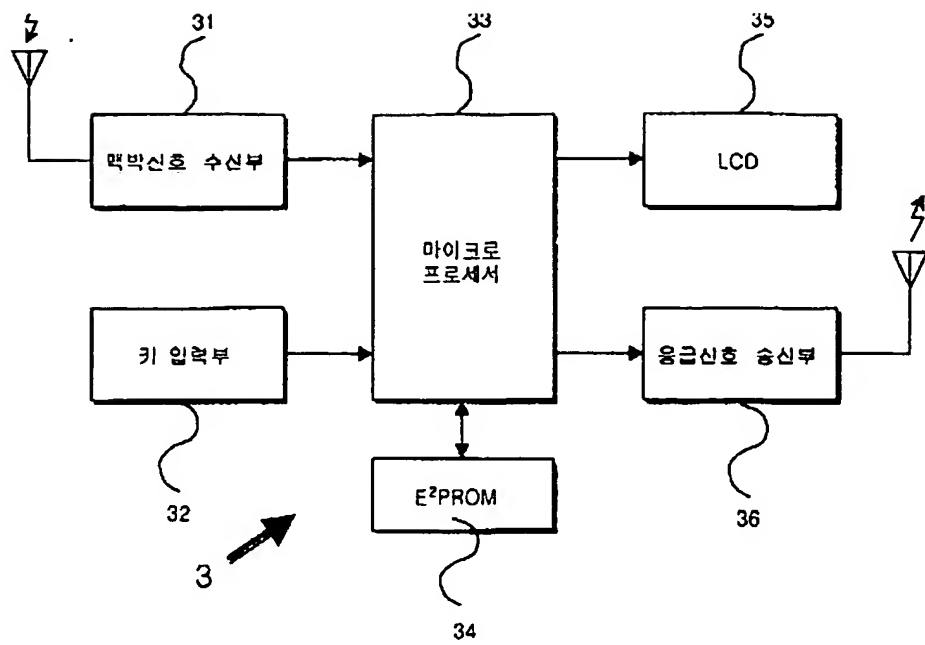 31
33
35
맥박신호 수신부
마이크로
프로세서
LCD
키 입력부
응급신호 송신부
32
E²PROM
36
3
34